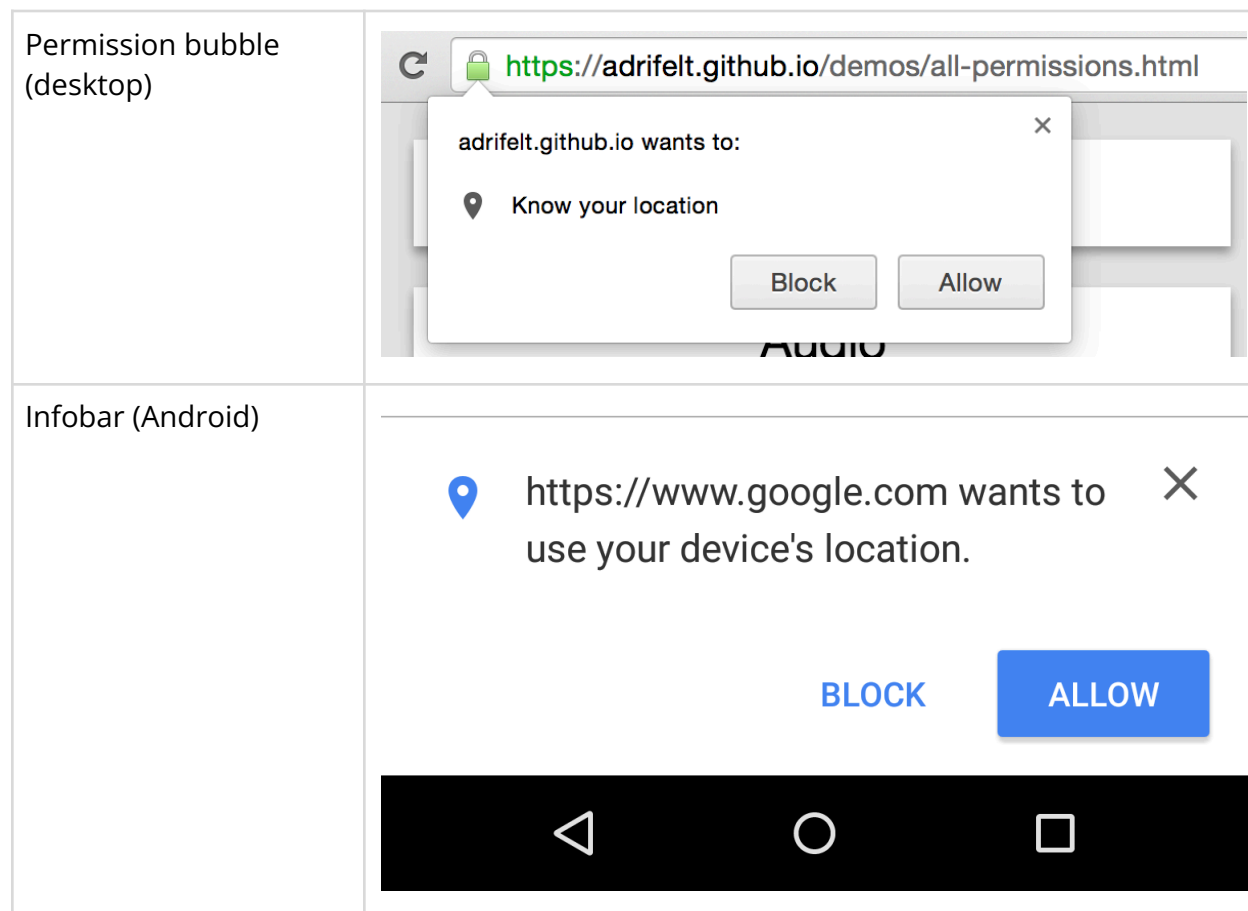 Permission bubble
(desktop)
https://adrifelt.github.io/demos/all-permissions.html
adrifelt.github.io wants to:
Know your location
Block Allow
Audio
Infobar (Android)
https://www.google.com wants to
use your device's location.
BLOCK ALLOW